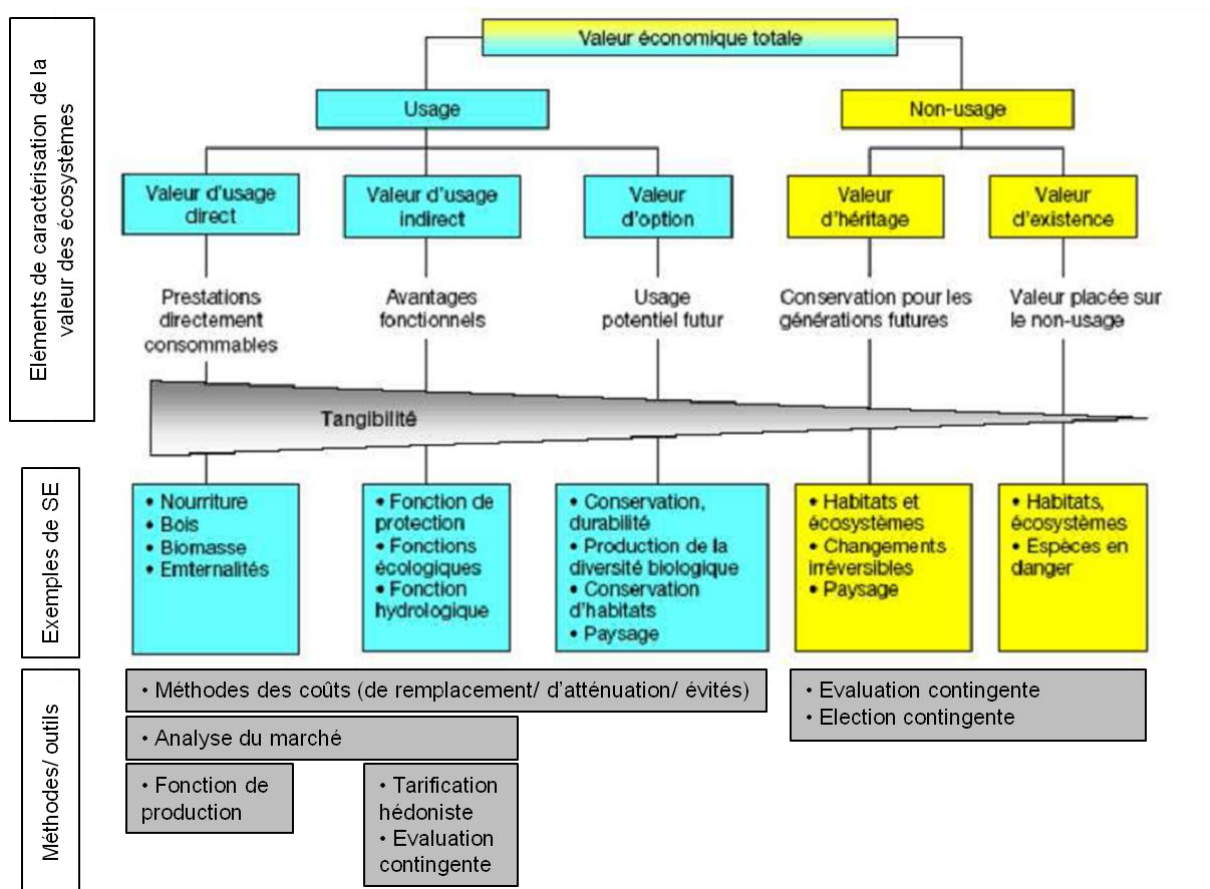 Eléments de caractérisation de la
valeur des écosystèmes
Valeur économique totale
Usage
Non-usage
Valeur d'usage
direct
Valeur d'usage
indirect
Valeur
d'option
Valeur
d'héritage
Valeur
d'existence
Prestations
directement
consommables
Avantages
fonctionnels
Usage
potentiel futur
Conservation pour les
générations futures
Valeur placée sur
le non-usage
Tangibilité
Exemples de SE
• Nourriture
• Bois
• Biomasse
• Emternalités
• Fonction de
protection
• Fonctions
écologiques
• Fonction
hydrologique
• Conservation,
durabilité
• Production de la
diversité biologique
• Conservation
d'habitats
• Paysage
• Habitats et
écosystèmes
• Changements
irréversibles
• Paysage
• Habitats,
écosystèmes
• Espèces en
danger
Méthodes/ outils
• Méthodes des coûts (de remplacement/ d'atténuation/ évités)
• Analyse du marché
• Fonction de
production
• Tarification
hédoniste
• Evaluation
contingente
• Evaluation contingente
• Election contingente